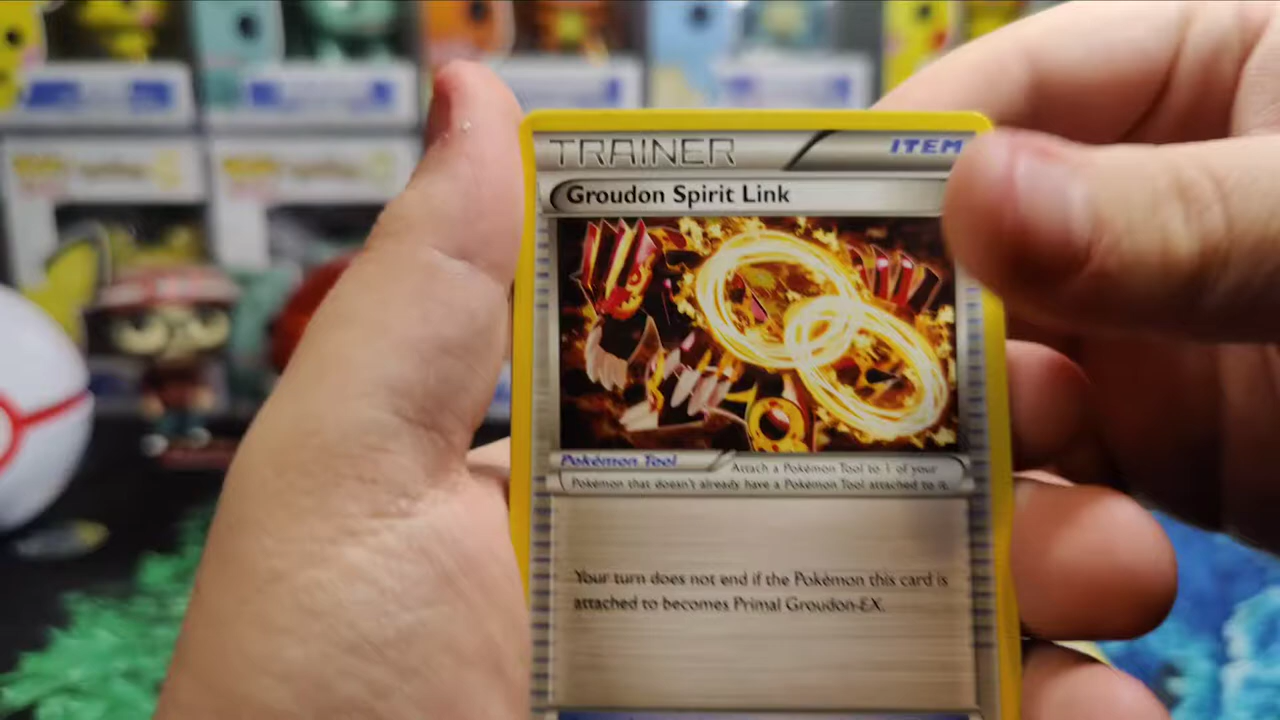 TRAINER
ITEM
Groudon Spirit Link
Pokémon Tool
Attach a Pokémon Tool to 1 of your
Pokémon that doesn't already have a Pokémon Tool attached to it.
Your turn does not end if the Pokémon this card is
attached to becomes Primal Groudon-EX.